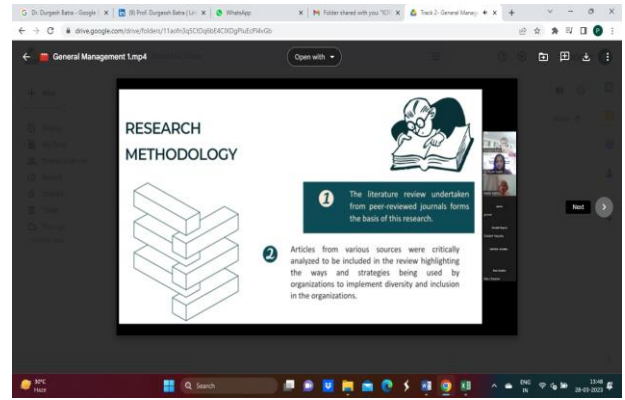 Dr. Durgesh Batra - Google
(8) Prof. Durgesh Batra | Lin
WhatsApp
Folder shared with you: "ICI
Track 2- General Manag
drive.google.com/drive/folders/
General Management 1.mp4
Open with
RESEARCH
METHODOLOGY
1
The literature review undertaken
from peer-reviewed journals forms
the basis of this research.
2
Articles from various sources were critically
analyzed to be included in the review highlighting
the ways and strategies being used by
organizations to implement diversity and inclusion
in the organizations.
Next
30°C
Haze
Search
ENG
IN
13:48
28-03-2023